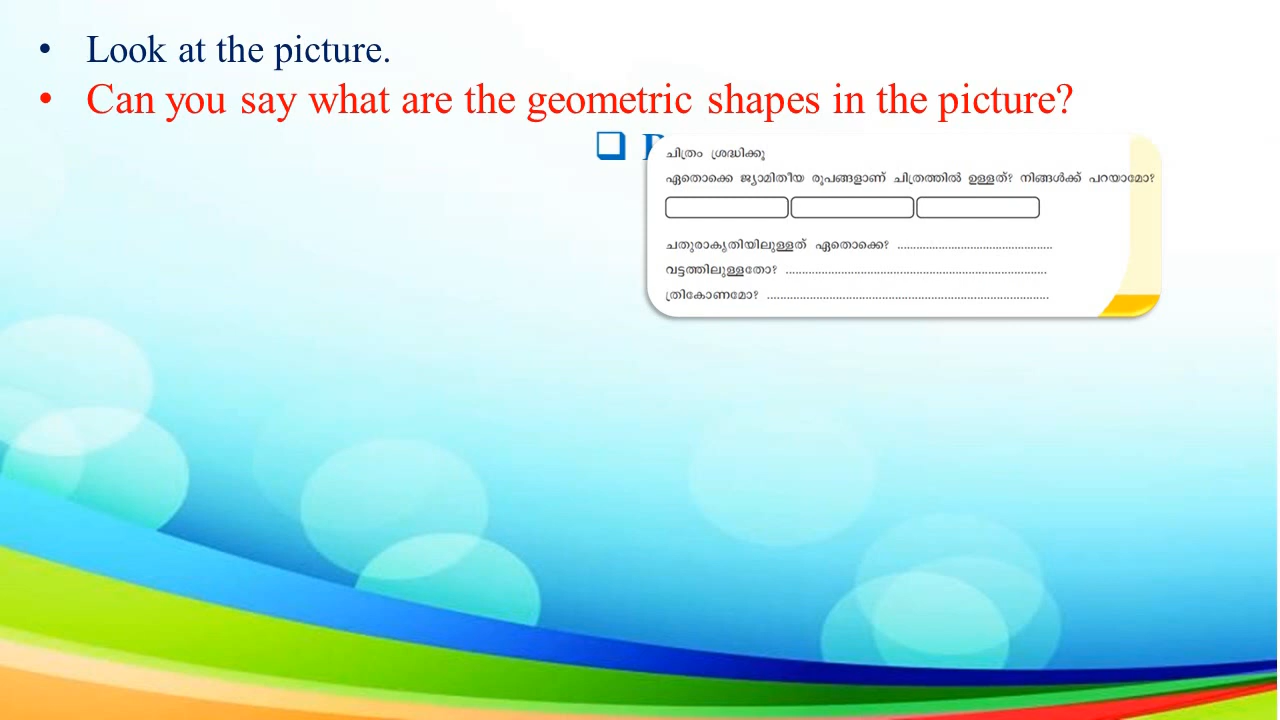 • Look at the picture.
• Can you say what are the geometric shapes in the picture?
ചിത്രം ശ്രദ്ധിക്കൂ
ഏതൊക്കെ ജ്യാമിതീയ രൂപങ്ങളാണ് ചിത്രത്തിൽ ഉള്ളത്? നിങ്ങൾക്ക് പറയാമോ?
ചതുരാകൃതിയിലുള്ളത് ഏതൊക്കെ? ................................................
വട്ടത്തിലുള്ളതോ? ................................................................................
ത്രികോണമോ? .......................................................................................